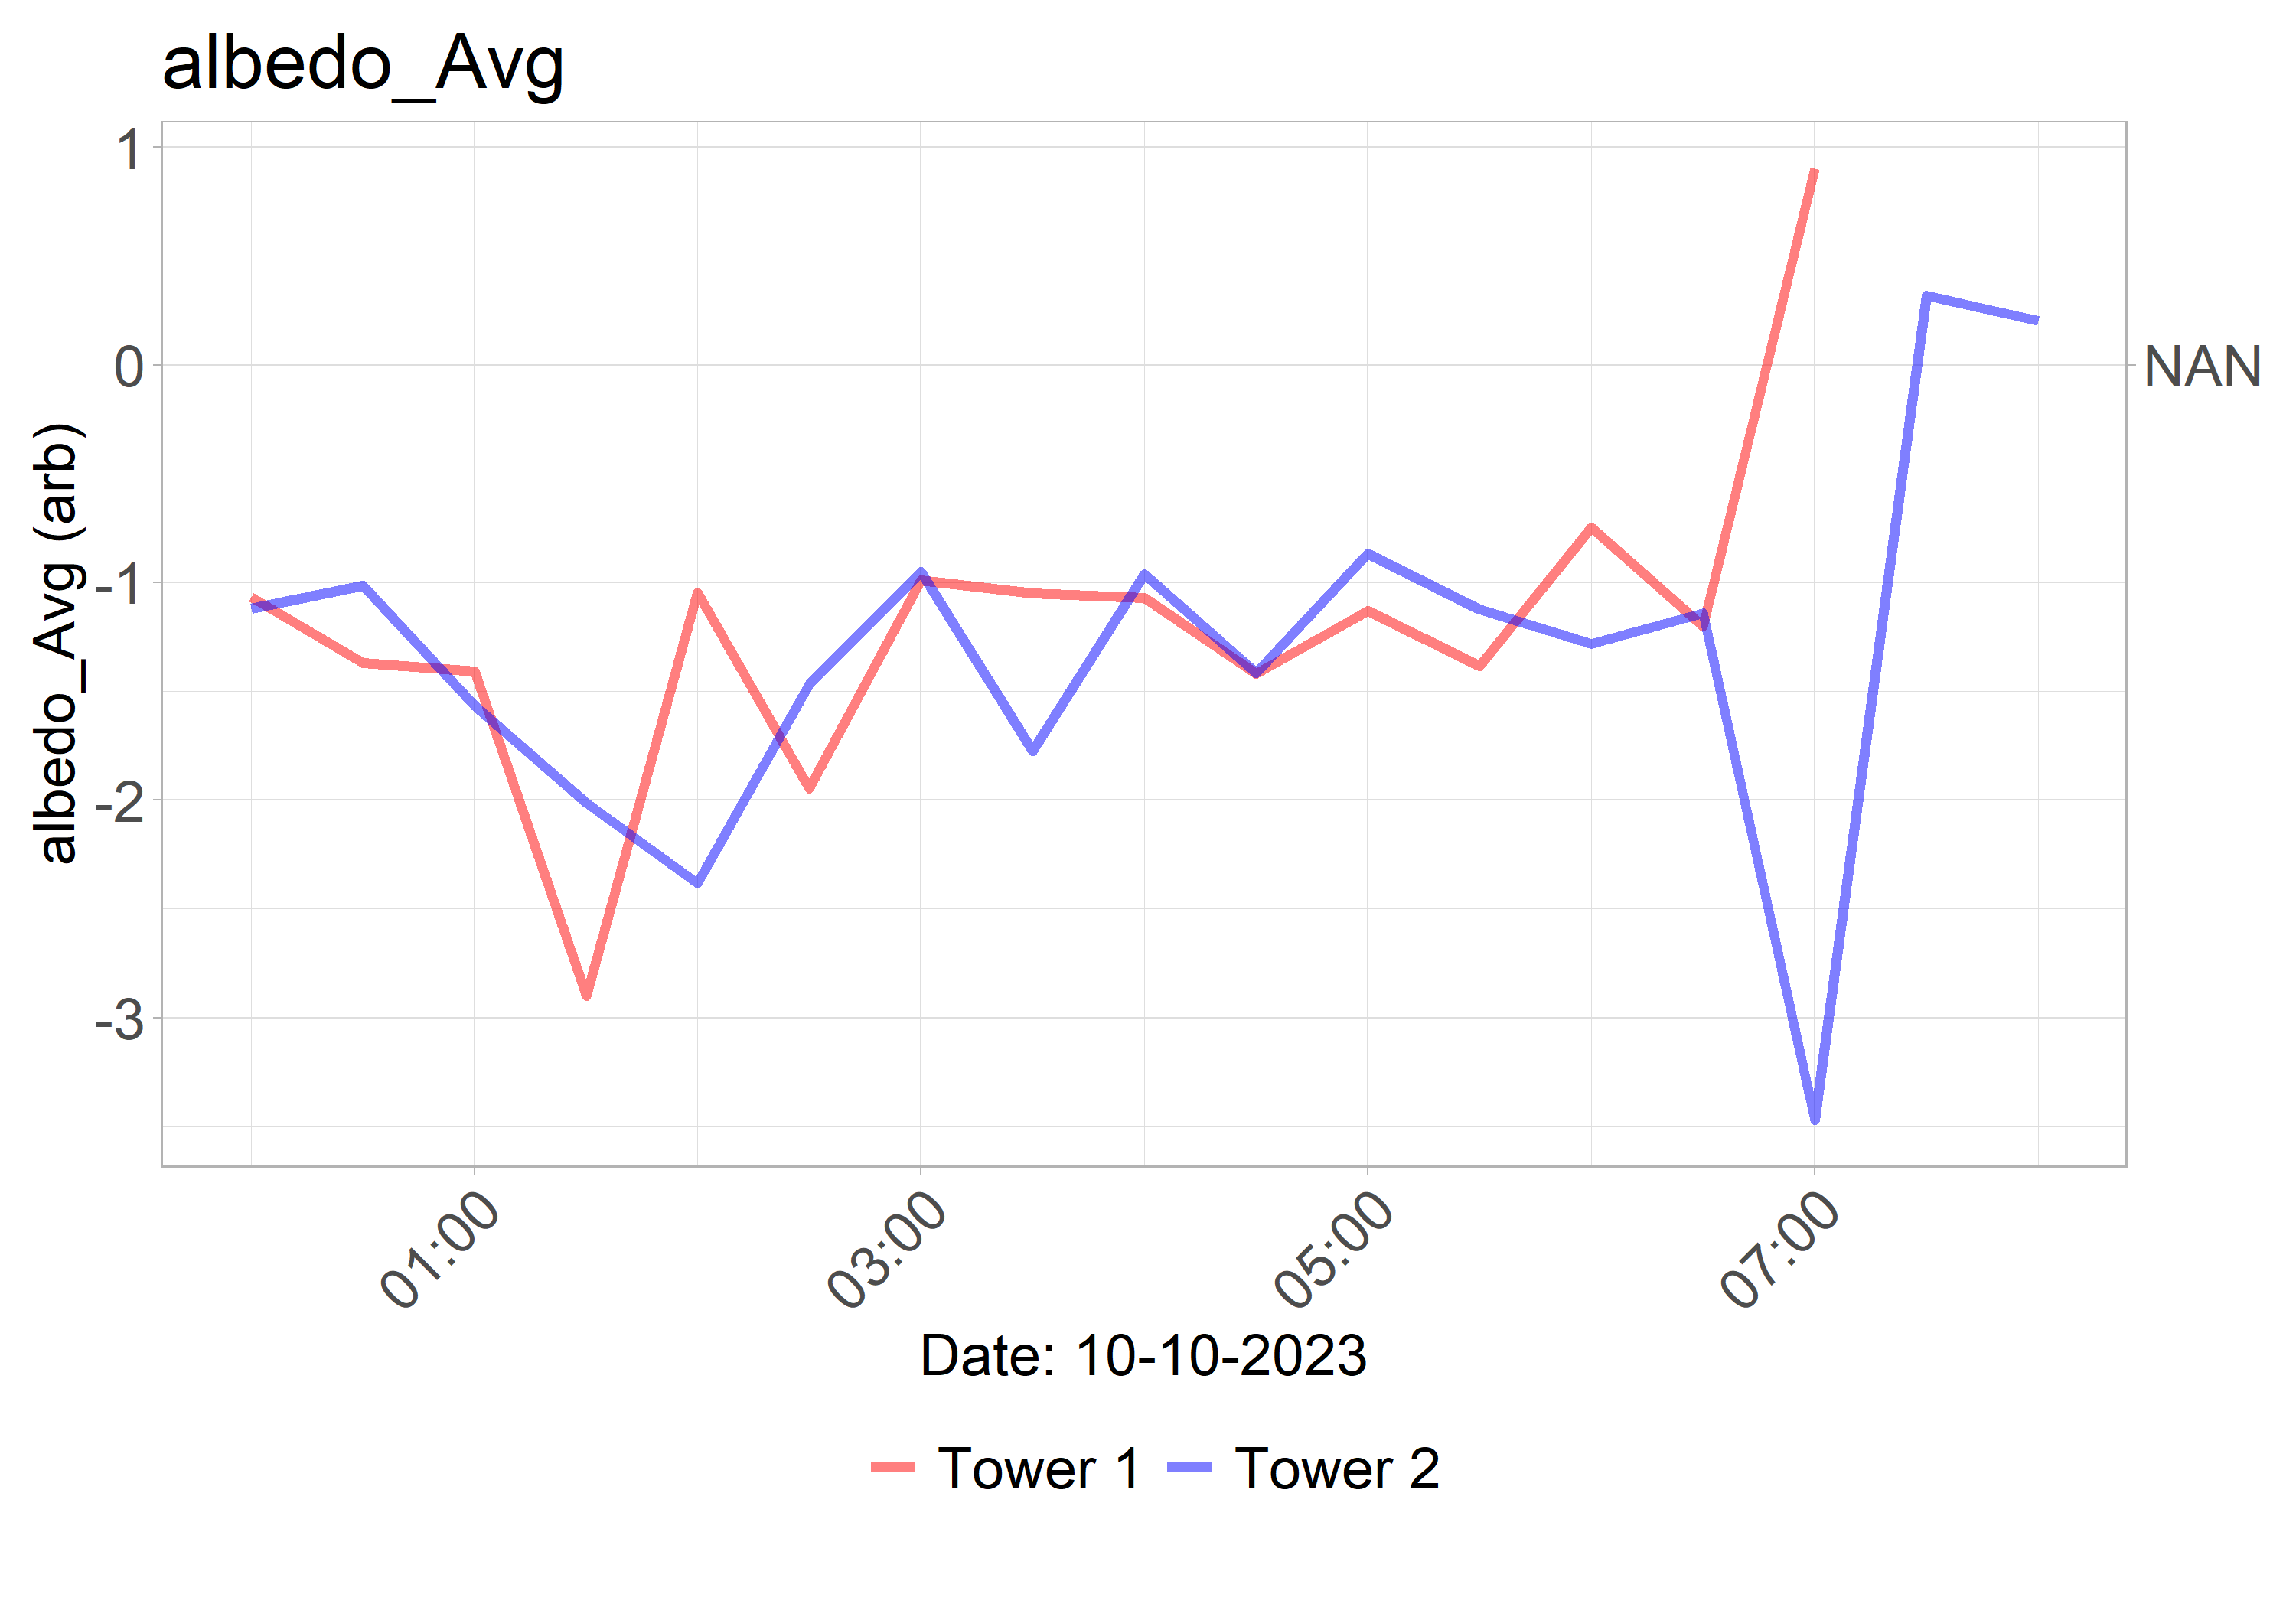 albedo_Avg
albedo_Avg (arb)
1
0
-1
-2
-3
NAN
01:00
03:00
05:00
07:00
Date: 10-10-2023
Tower 1
Tower 2